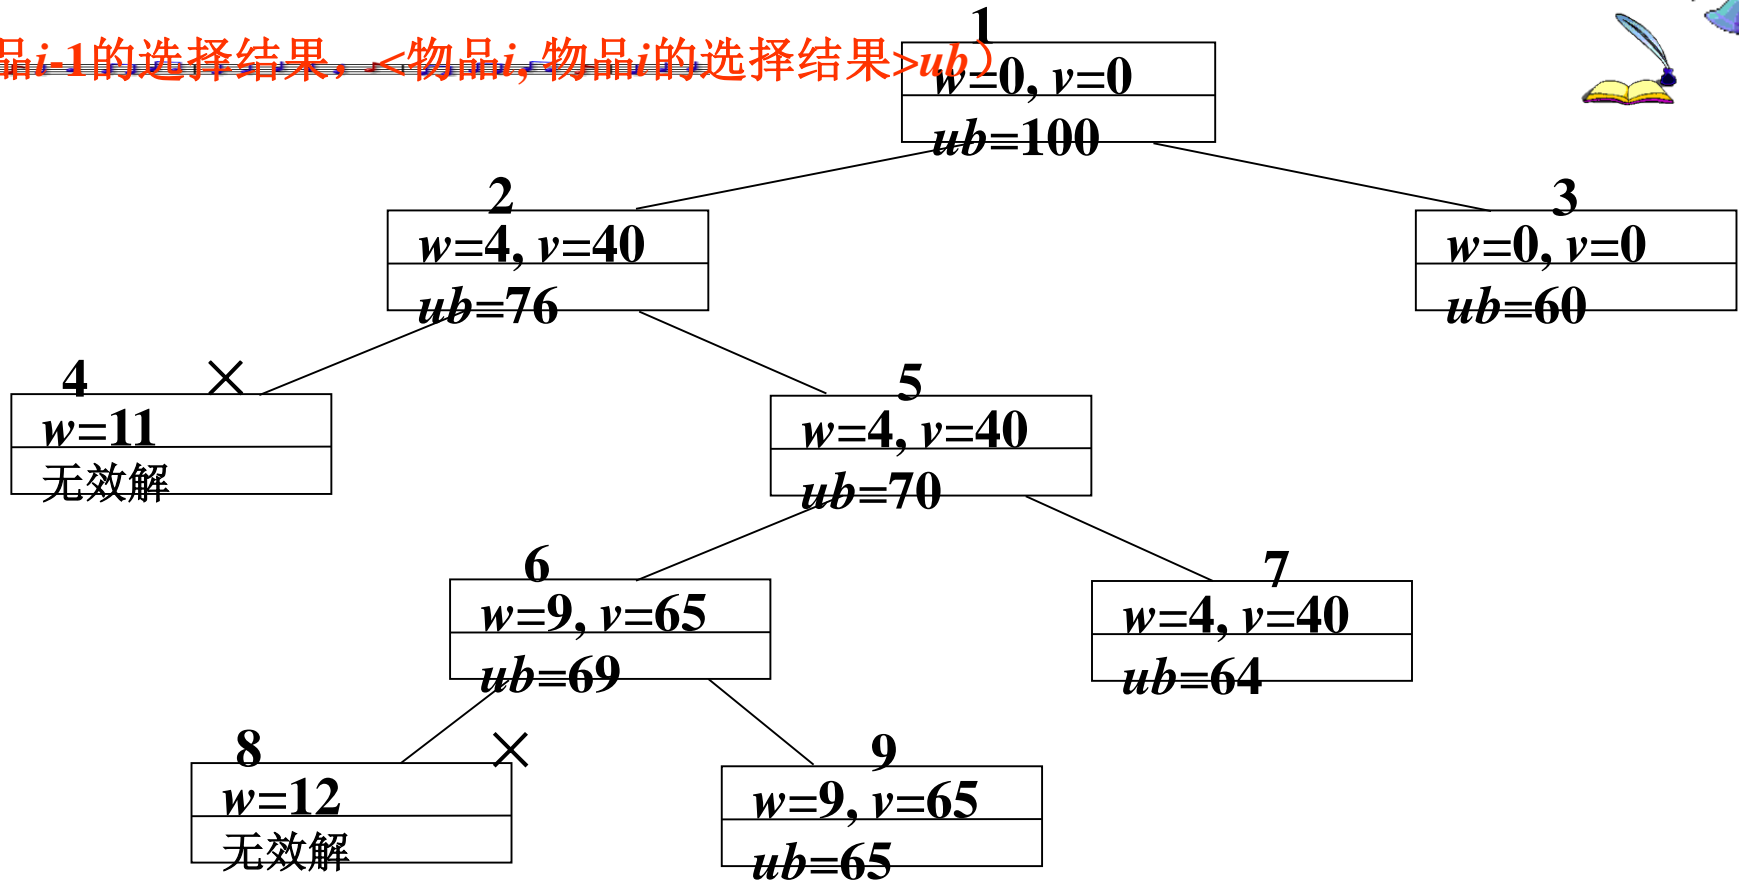 品i-1的选择结果，<物品i, 物品i的选择结果>ub）
1
w=0, v=0
ub=100
2
w=4, v=40
ub=76
3
w=0, v=0
ub=60
4
×
w=11
无效解
5
w=4, v=40
ub=70
6
w=9, v=65
ub=69
7
w=4, v=40
ub=64
8
×
w=12
无效解
9
w=9, v=65
ub=65